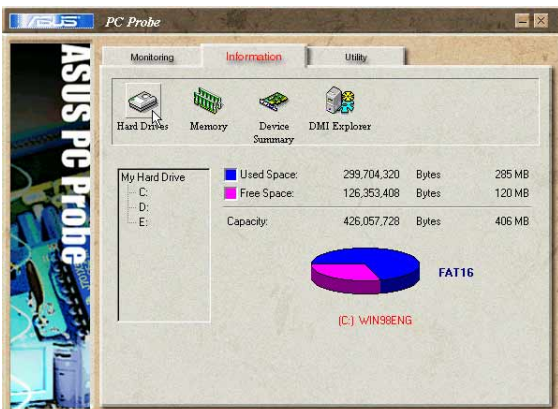 ASUS PC Probe
Monitoring Information Utility
Hard Drives Memory Device Summary DMI Explorer
ASUS PC Probe
My Hard Drive
C:
D:
E:
Used Space: 299,704,320 Bytes 285 MB
Free Space: 126,353,408 Bytes 120 MB
Capacity: 426,057,728 Bytes 406 MB
FAT16
(C:) WIN98ENG